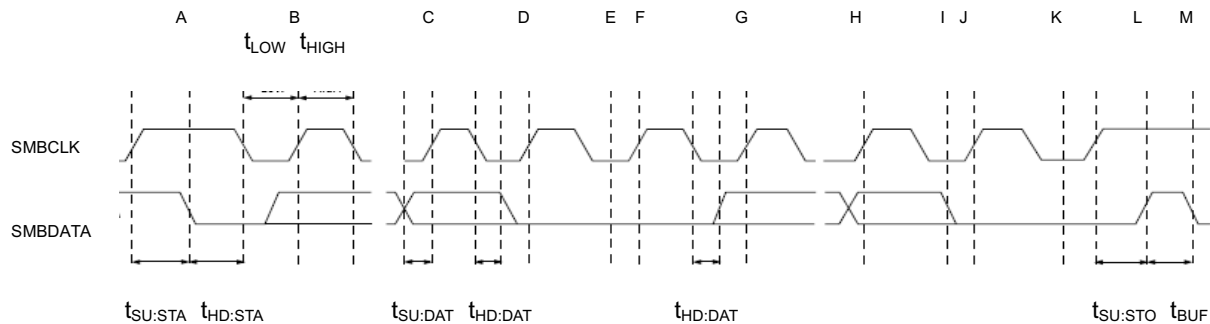 A B C D E F G H I J K L M
tLOW tHIGH
SMBCLK
SMBDATA
tSU:STA tHD:STA tSU:DAT tHD:DAT tHD:DAT tSU:STO tBUF